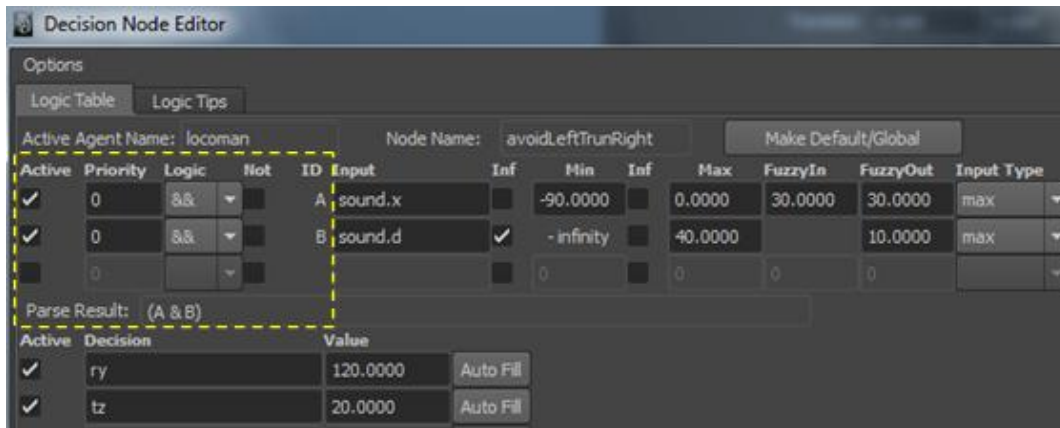 Decision Node Editor
Options
Logic Table Logic Tips
Active Agent Name: locoman Node Name: avoidLeftTrunRight Make Default/Global
Active Priority Logic Not ID Input Inf Min Inf Max FuzzyIn FuzzyOut Input Type
0 && A sound.x -90.0000 0.0000 30.0000 30.0000 max
0 && B sound.d - infinity 40.0000 10.0000 max
0 0 0 0 0
Parse Result: (A & B)
Active Decision Value
ry 120.0000 Auto Fill
tz 20.0000 Auto Fill